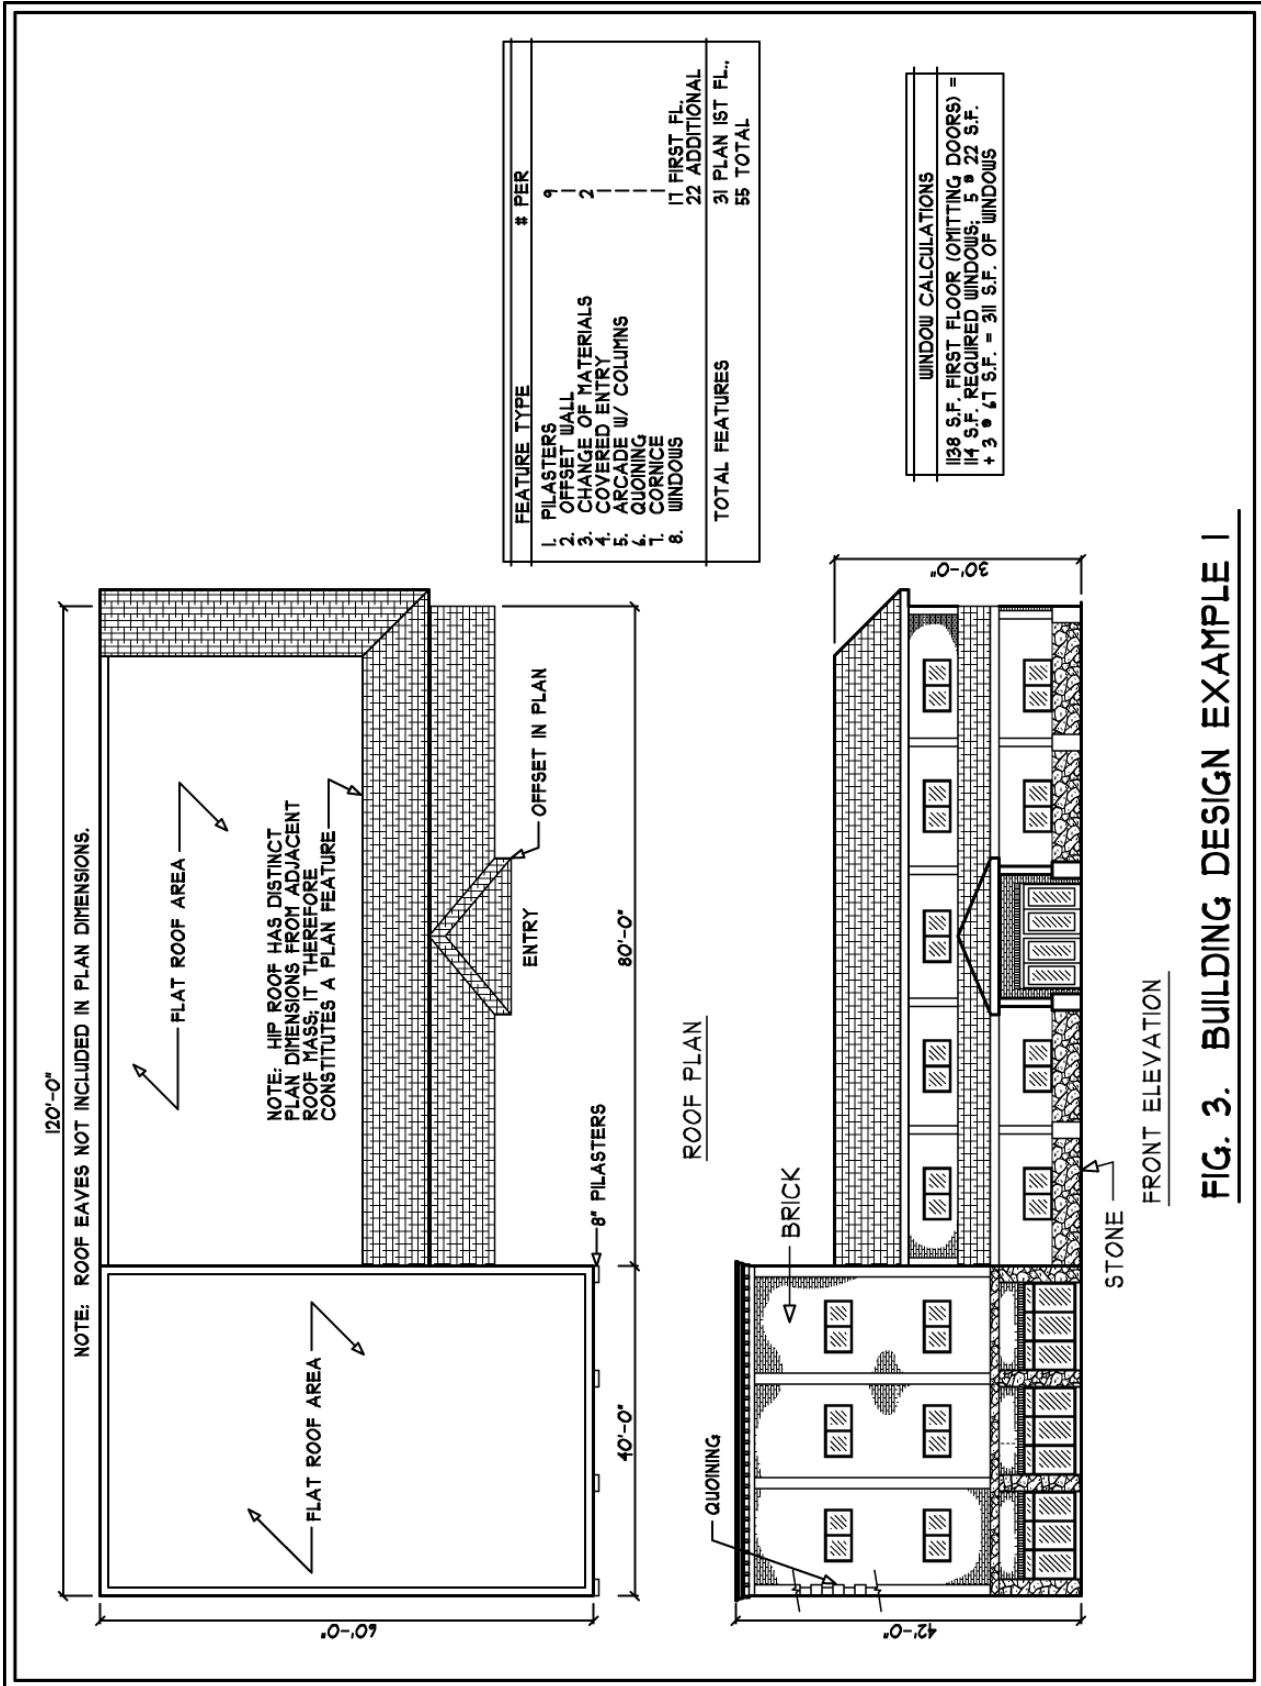 120'-0"
NOTE: ROOF EAVES NOT INCLUDED IN PLAN DIMENSIONS.
60'-0"
FLAT ROOF AREA
FLAT ROOF AREA
NOTE: HIP ROOF HAS DISTINCT
PLAN DIMENSIONS FROM ADJACENT
ROOF MASS; IT THEREFORE
CONSTITUTES A PLAN FEATURE
OFFSET IN PLAN
ENTRY
8" PILASTERS
40'-0"
80'-0"
ROOF PLAN
FEATURE TYPE # PER
1. PILASTERS 9
2. OFFSET WALL 1
3. CHANGE OF MATERIALS 2
4. COVERED ENTRY 1
5. ARCADE W/ COLUMNS 1
6. QUOINING 1
7. CORNICE 1
8. WINDOWS 17 FIRST FL.
22 ADDITIONAL
TOTAL FEATURES 31 PLAN 1ST FL.,
55 TOTAL
QUOINING
BRICK
42'-0"
30'-0"
STONE
FRONT ELEVATION
WINDOW CALCULATIONS
1138 S.F. FIRST FLOOR (OMITTING DOORS) =
114 S.F. REQUIRED WINDOWS; 5 @ 22 S.F.
+ 3 @ 67 S.F. = 311 S.F. OF WINDOWS
FIG. 3. BUILDING DESIGN EXAMPLE 1